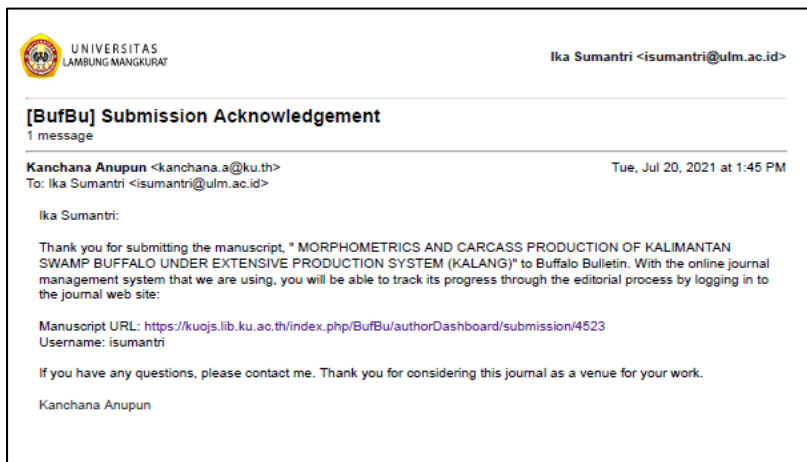 UNIVERSITAS
LAMBUNG MANGKURAT
Ika Sumantri <isumantri@ulm.ac.id>
[BufBu] Submission Acknowledgement
1 message
Kanchana Anupun <kanchana.a@ku.th>
Tue, Jul 20, 2021 at 1:45 PM
To: Ika Sumantri <isumantri@ulm.ac.id>
Ika Sumantri:
Thank you for submitting the manuscript, " MORPHOMETRICS AND CARCASS PRODUCTION OF KALIMANTAN
SWAMP BUFFALO UNDER EXTENSIVE PRODUCTION SYSTEM (KALANG)" to Buffalo Bulletin. With the online journal
management system that we are using, you will be able to track its progress through the editorial process by logging in to
the journal web site:
Manuscript URL: https://kuojs.lib.ku.ac.th/index.php/BufBu/authorDashboard/submission/4523
Username: isumantri
If you have any questions, please contact me. Thank you for considering this journal as a venue for your work.
Kanchana Anupun